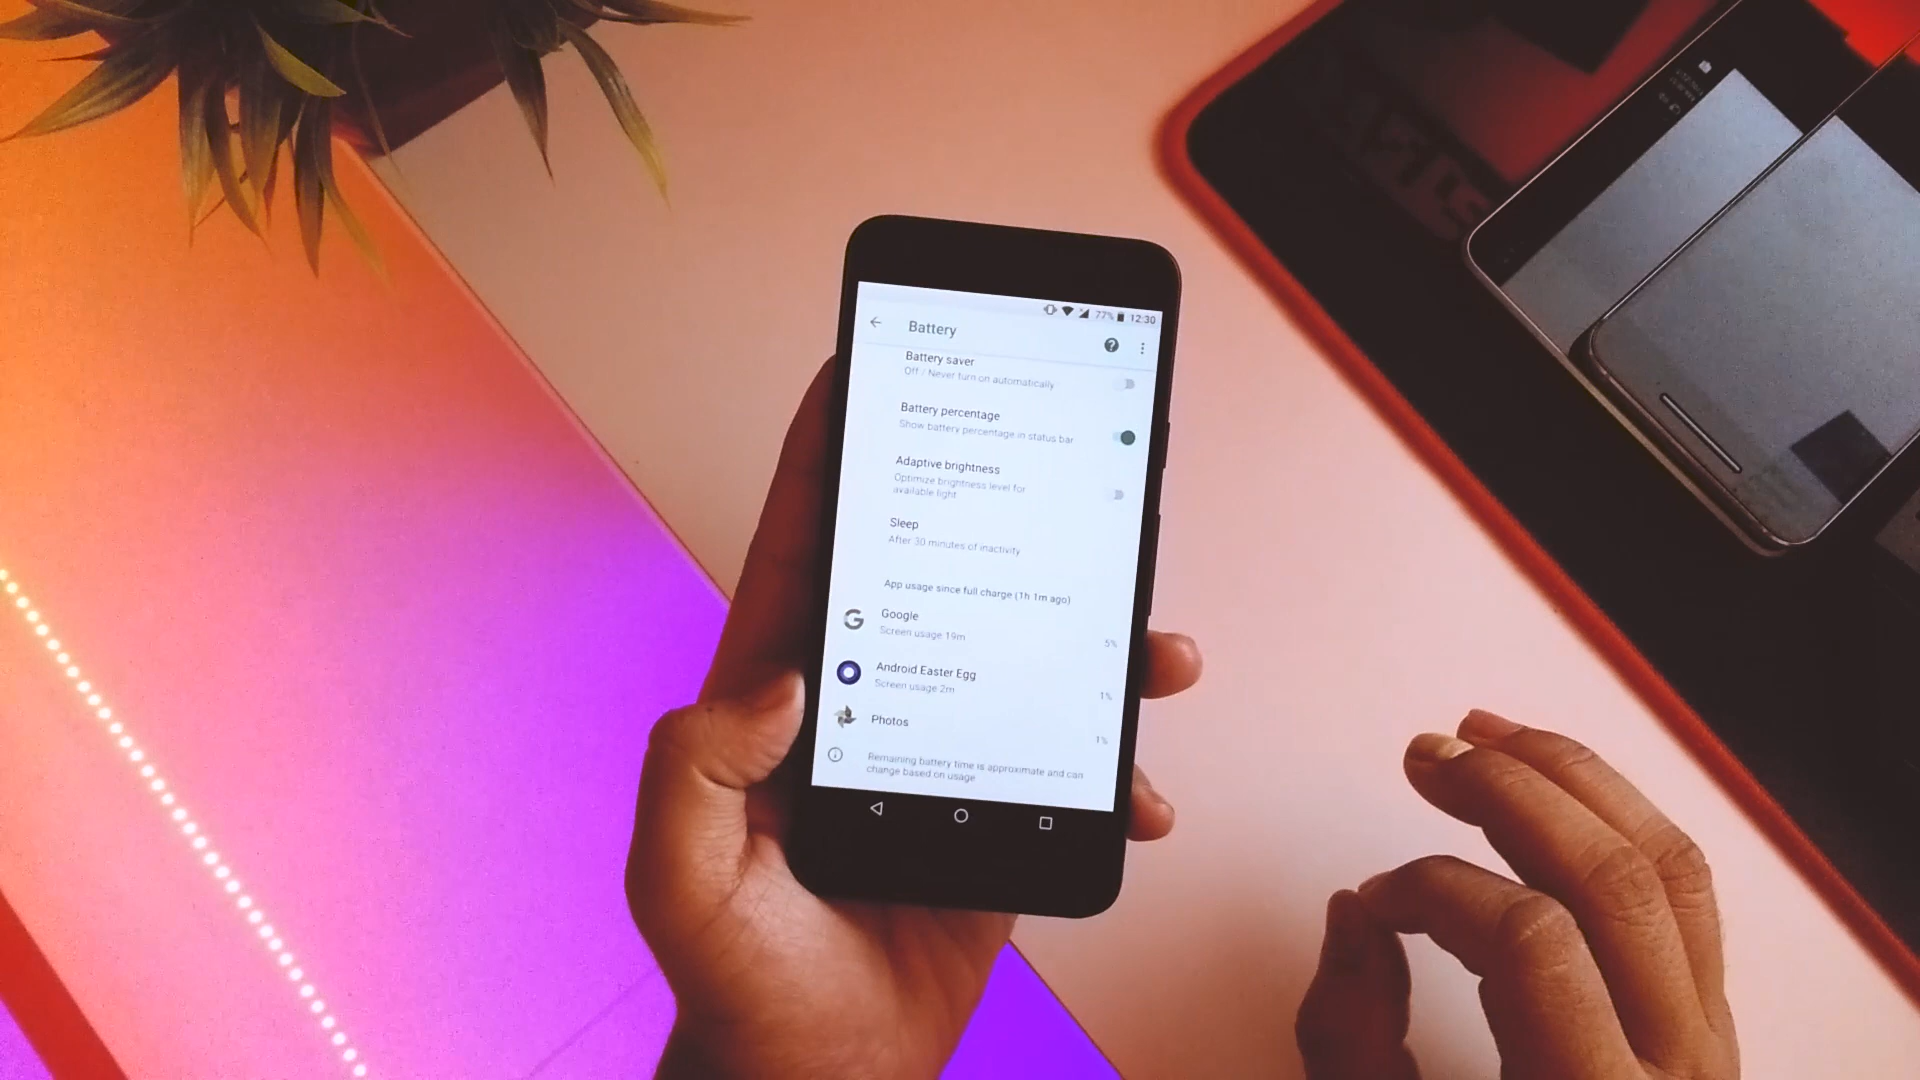 77% 12:30
Battery
Battery saver
Off / Never turn on automatically
Battery percentage
Show battery percentage in status bar
Adaptive brightness
Optimize brightness level for
available light
Sleep
After 30 minutes of inactivity
App usage since full charge (1h 1m ago)
Google
Screen usage 19m
5%
Android Easter Egg
Screen usage 2m
1%
Photos
1%
Remaining battery time is approximate and can
change based on usage